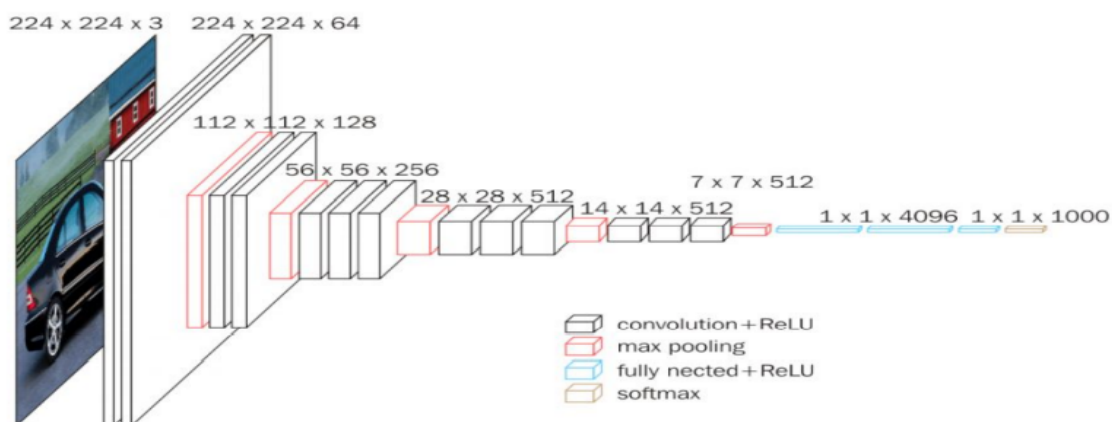 224 x 224 x 3
224 x 224 x 64
112 x 112 x 128
56 x 56 x 256
28 x 28 x 512
14 x 14 x 512
7 x 7 x 512
1 x 1 x 4096
1 x 1 x 1000
convolution+ReLU
max pooling
fully nected+ReLU
softmax